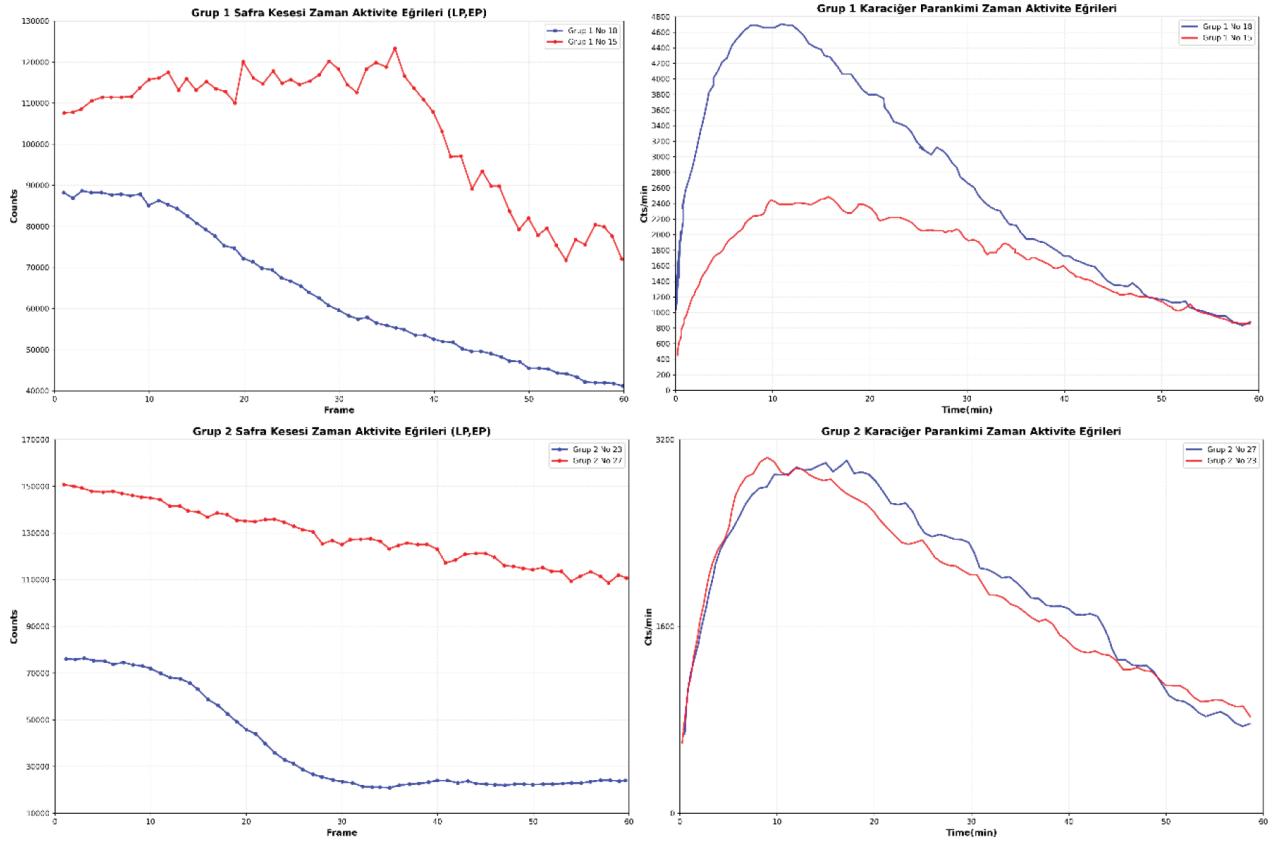 Grup 1 Safra Kesesi Zaman Aktivite Eğrileri (LP,EP)
130000
120000
110000
100000
90000
80000
70000
60000
50000
40000
Counts
0 10 20 30 40 50 60
Frame
Grup 1 No 18
Grup 1 No 15
Grup 1 Karaciğer Parankimi Zaman Aktivite Eğrileri
4800
4600
4400
4200
4000
3800
3600
3400
3200
3000
2800
2600
2400
2200
2000
1800
1600
1400
1200
1000
800
600
400
200
0
Cts/min
0 10 20 30 40 50 60
Time(min)
Grup 1 No 18
Grup 1 No 15
Grup 2 Safra Kesesi Zaman Aktivite Eğrileri (LP,EP)
170000
150000
130000
110000
90000
70000
50000
30000
10000
Counts
0 10 20 30 40 50 60
Frame
Grup 2 No 23
Grup 2 No 27
Grup 2 Karaciğer Parankimi Zaman Aktivite Eğrileri
3200
1600
0
Cts/min
0 10 20 30 40 50 60
Time(min)
Grup 2 No 27
Grup 2 No 23